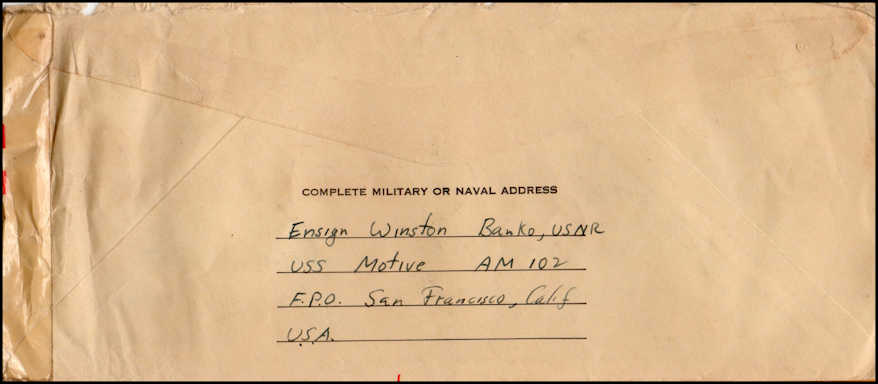 COMPLETE MILITARY OR NAVAL ADDRESS
Ensign Winston Banko, USNR
USS Motive AM 102
F.P.O. San Francisco, Calif
U.S.A.